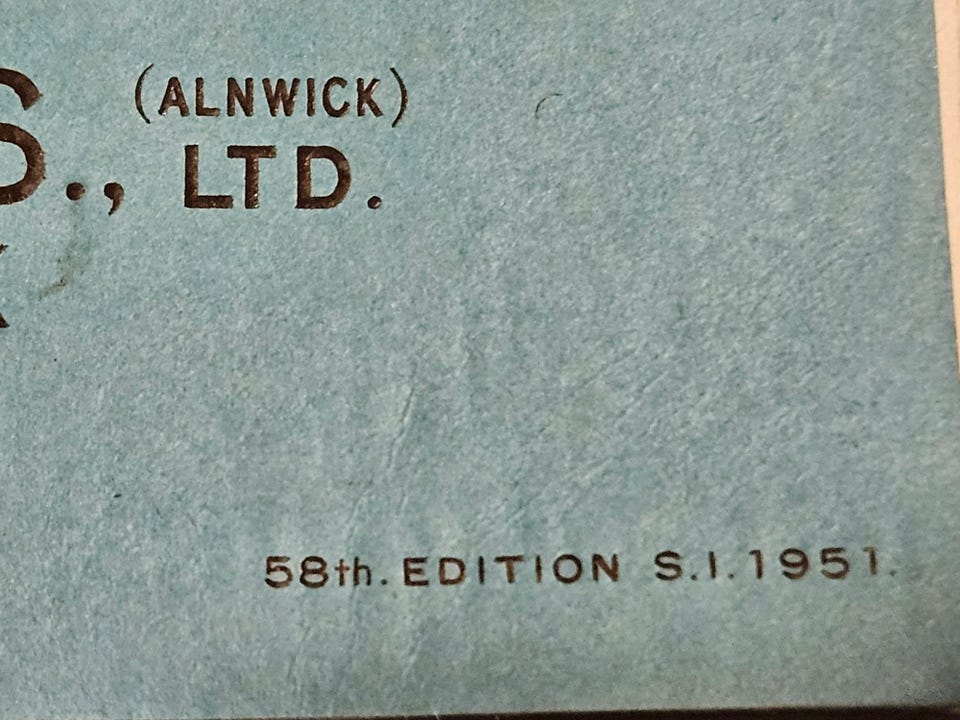 (ALNWICK)
S., LTD.
58th. EDITION S.I.1951.